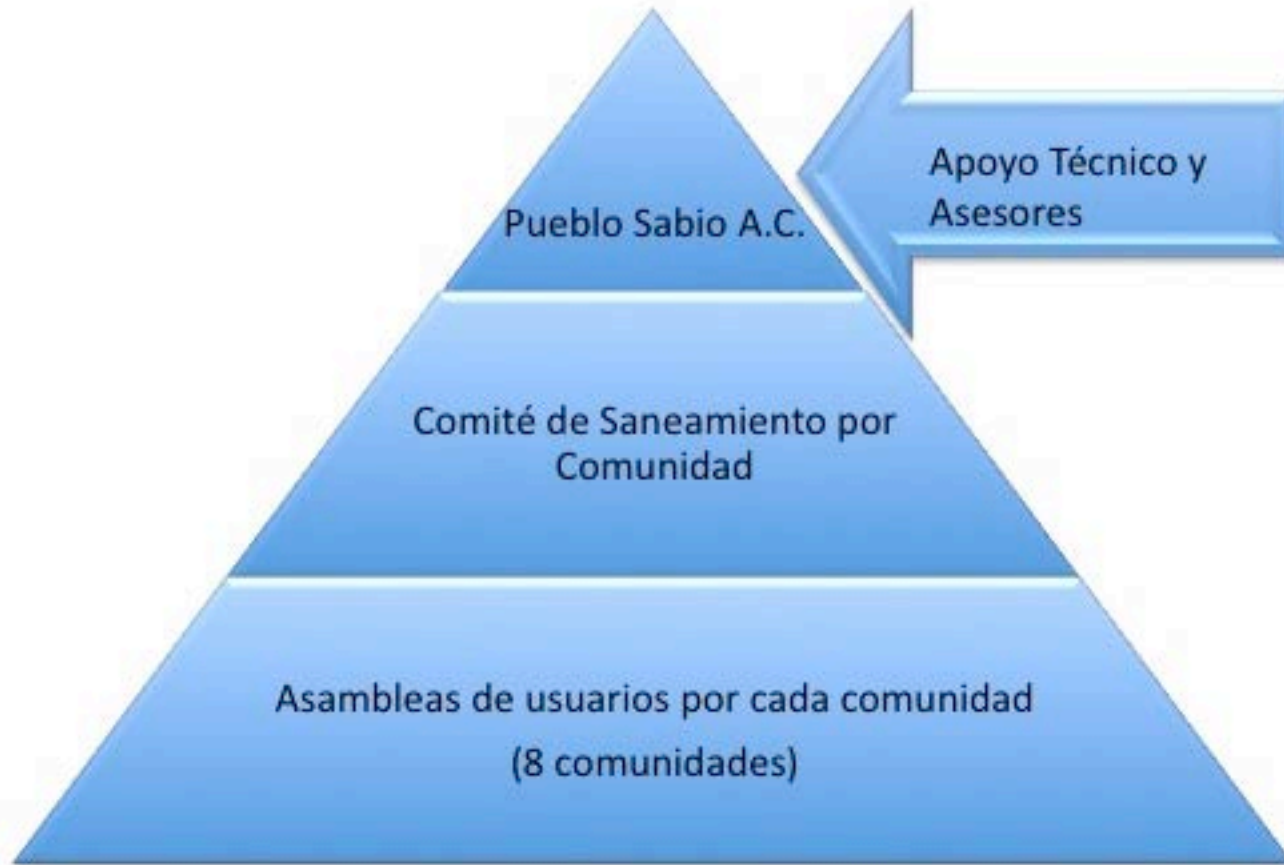 Pueblo Sabio A.C.
Apoyo Técnico y
Asesores
Comité de Saneamiento por
Comunidad
Asambleas de usuarios por cada comunidad
(8 comunidades)